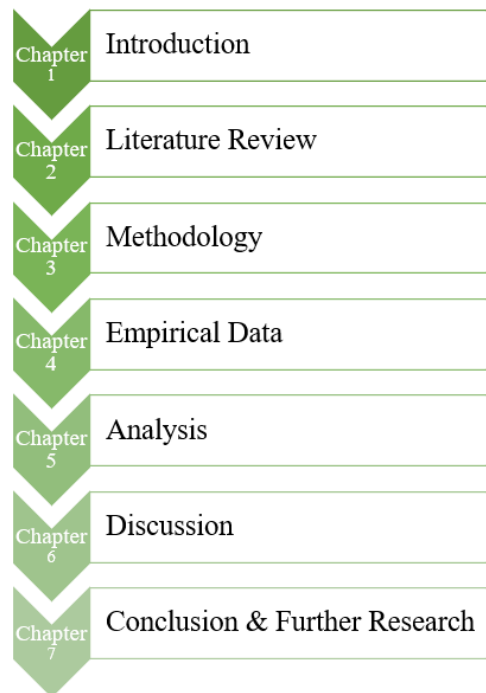 Chapter
1
Introduction
Chapter
2
Literature Review
Chapter
3
Methodology
Chapter
4
Empirical Data
Chapter
5
Analysis
Chapter
6
Discussion
Chapter
7
Conclusion & Further Research